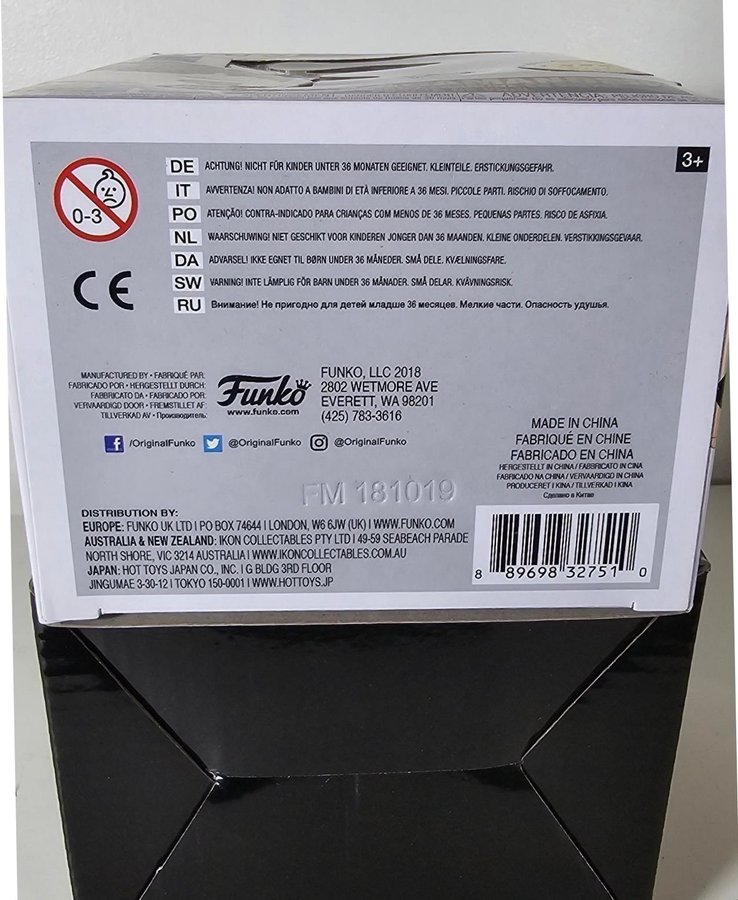 ADVERTENCIA:
3+
0-3
DE ACHTUNG! NICHT FÜR KINDER UNTER 36 MONATEN GEEIGNET. KLEINTEILE. ERSTICKUNGSGEFAHR.
IT AVVERTENZA! NON ADATTO A BAMBINI DI ETÀ INFERIORE A 36 MESI. PICCOLE PARTI. RISCHIO DI SOFFOCAMENTO.
PO ATENÇÃO! CONTRA-INDICADO PARA CRIANÇAS COM MENOS DE 36 MESES. PEQUENAS PARTES. RISCO DE ASFIXIA.
NL WAARSCHUWING! NIET GESCHIKT VOOR KINDEREN JONGER DAN 36 MAANDEN. KLEINE ONDERDELEN. VERSTIKKINGSGEVAAR.
DA ADVARSEL! IKKE EGNET TIL BØRN UNDER 36 MÅNEDER. SMÅ DELE. KVÆLNINGSFARE.
SW VARNING! INTE LÄMPLIG FÖR BARN UNDER 36 MÅNADER. SMÅ DELAR. KVÄVNINGSRISK.
RU Внимание! Не пригодно для детей младше 36 месяцев. Мелкие части. Опасность удушья.
CE
MANUFACTURED BY • FABRIQUÉ PAR:
FABRICADO POR • HERGESTELLT DURCH:
FABBRICATO DA • FABRICADO POR:
VERVAARDIGD DOOR • FREMSTILLET AF:
TILLVERKAD AV • Производитель:
Funko
www.funko.com
FUNKO, LLC 2018
2802 WETMORE AVE
EVERETT, WA 98201
(425) 783-3616
/OriginalFunko @OriginalFunko @OriginalFunko
MADE IN CHINA
FABRIQUÉ EN CHINE
FABRICADO EN CHINA
HERGESTELLT IN CHINA / FABBRICATO IN CINA
FABRICADO NA CHINA / VERVAARDIGD IN CHINA
PRODUCERET I KINA / TILLVERKAD I KINA
Сделано в Китае
FM 181019
DISTRIBUTION BY:
EUROPE: FUNKO UK LTD | PO BOX 74644 | LONDON, W6 6JW (UK) | WWW.FUNKO.COM
AUSTRALIA & NEW ZEALAND: IKON COLLECTABLES PTY LTD | 49-59 SEABEACH PARADE
NORTH SHORE, VIC 3214 AUSTRALIA | WWW.IKONCOLLECTABLES.COM.AU
JAPAN: HOT TOYS JAPAN CO., INC. | G BLDG 3RD FLOOR
JINGUMAE 3-30-12 | TOKYO 150-0001 | WWW.HOTTOYS.JP
8 89698 32751 0